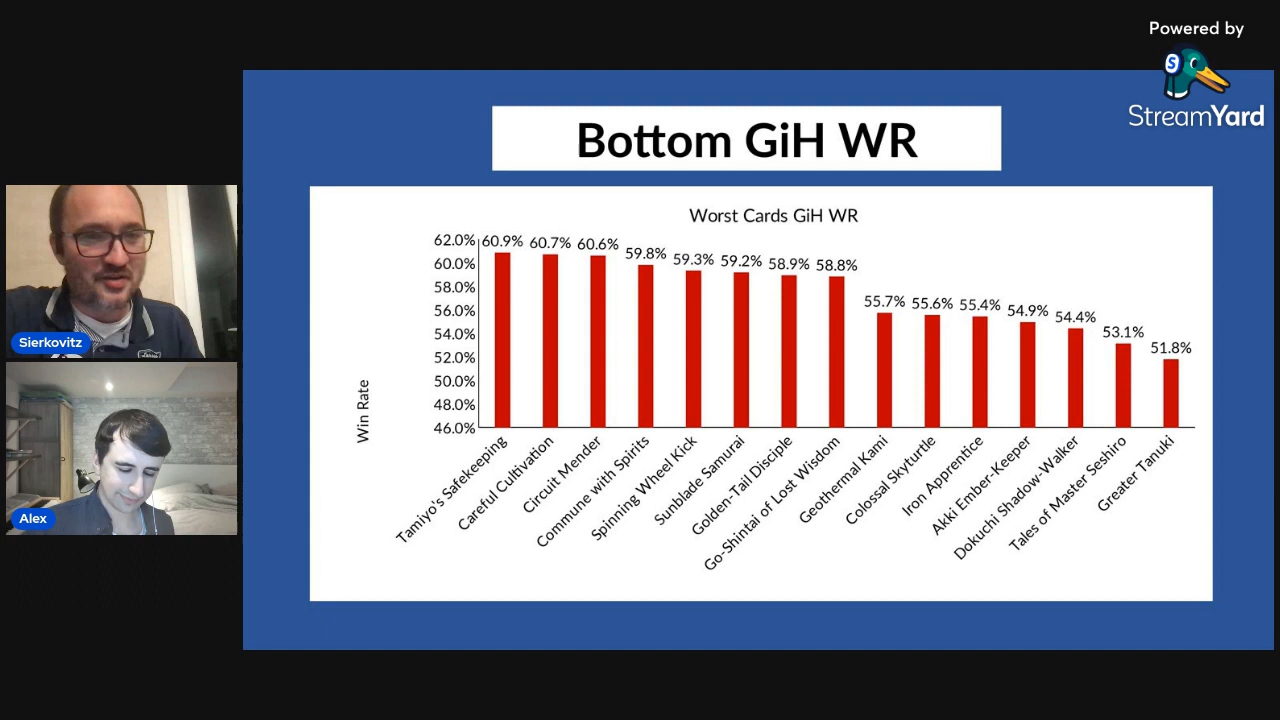 Powered by
StreamYard
Bottom GiH WR
Worst Cards GiH WR
62.0%
60.0%
58.0%
56.0%
54.0%
52.0%
50.0%
48.0%
46.0%
Win Rate
60.9%
60.7%
60.6%
59.8%
59.3%
59.2%
58.9%
58.8%
55.7%
55.6%
55.4%
54.9%
54.4%
53.1%
51.8%
Tamiyo's Safekeeping
Careful Cultivation
Circuit Mender
Commune with Spirits
Spinning Wheel Kick
Sunblade Samurai
Golden-Tail Disciple
Go-Shintai of Lost Wisdom
Geothermal Kami
Colossal Skyturtle
Iron Apprentice
Akki Ember-Keeper
Dokuchi Shadow-Walker
Tales of Master Seshiro
Greater Tanuki
Sierkovitz
Alex